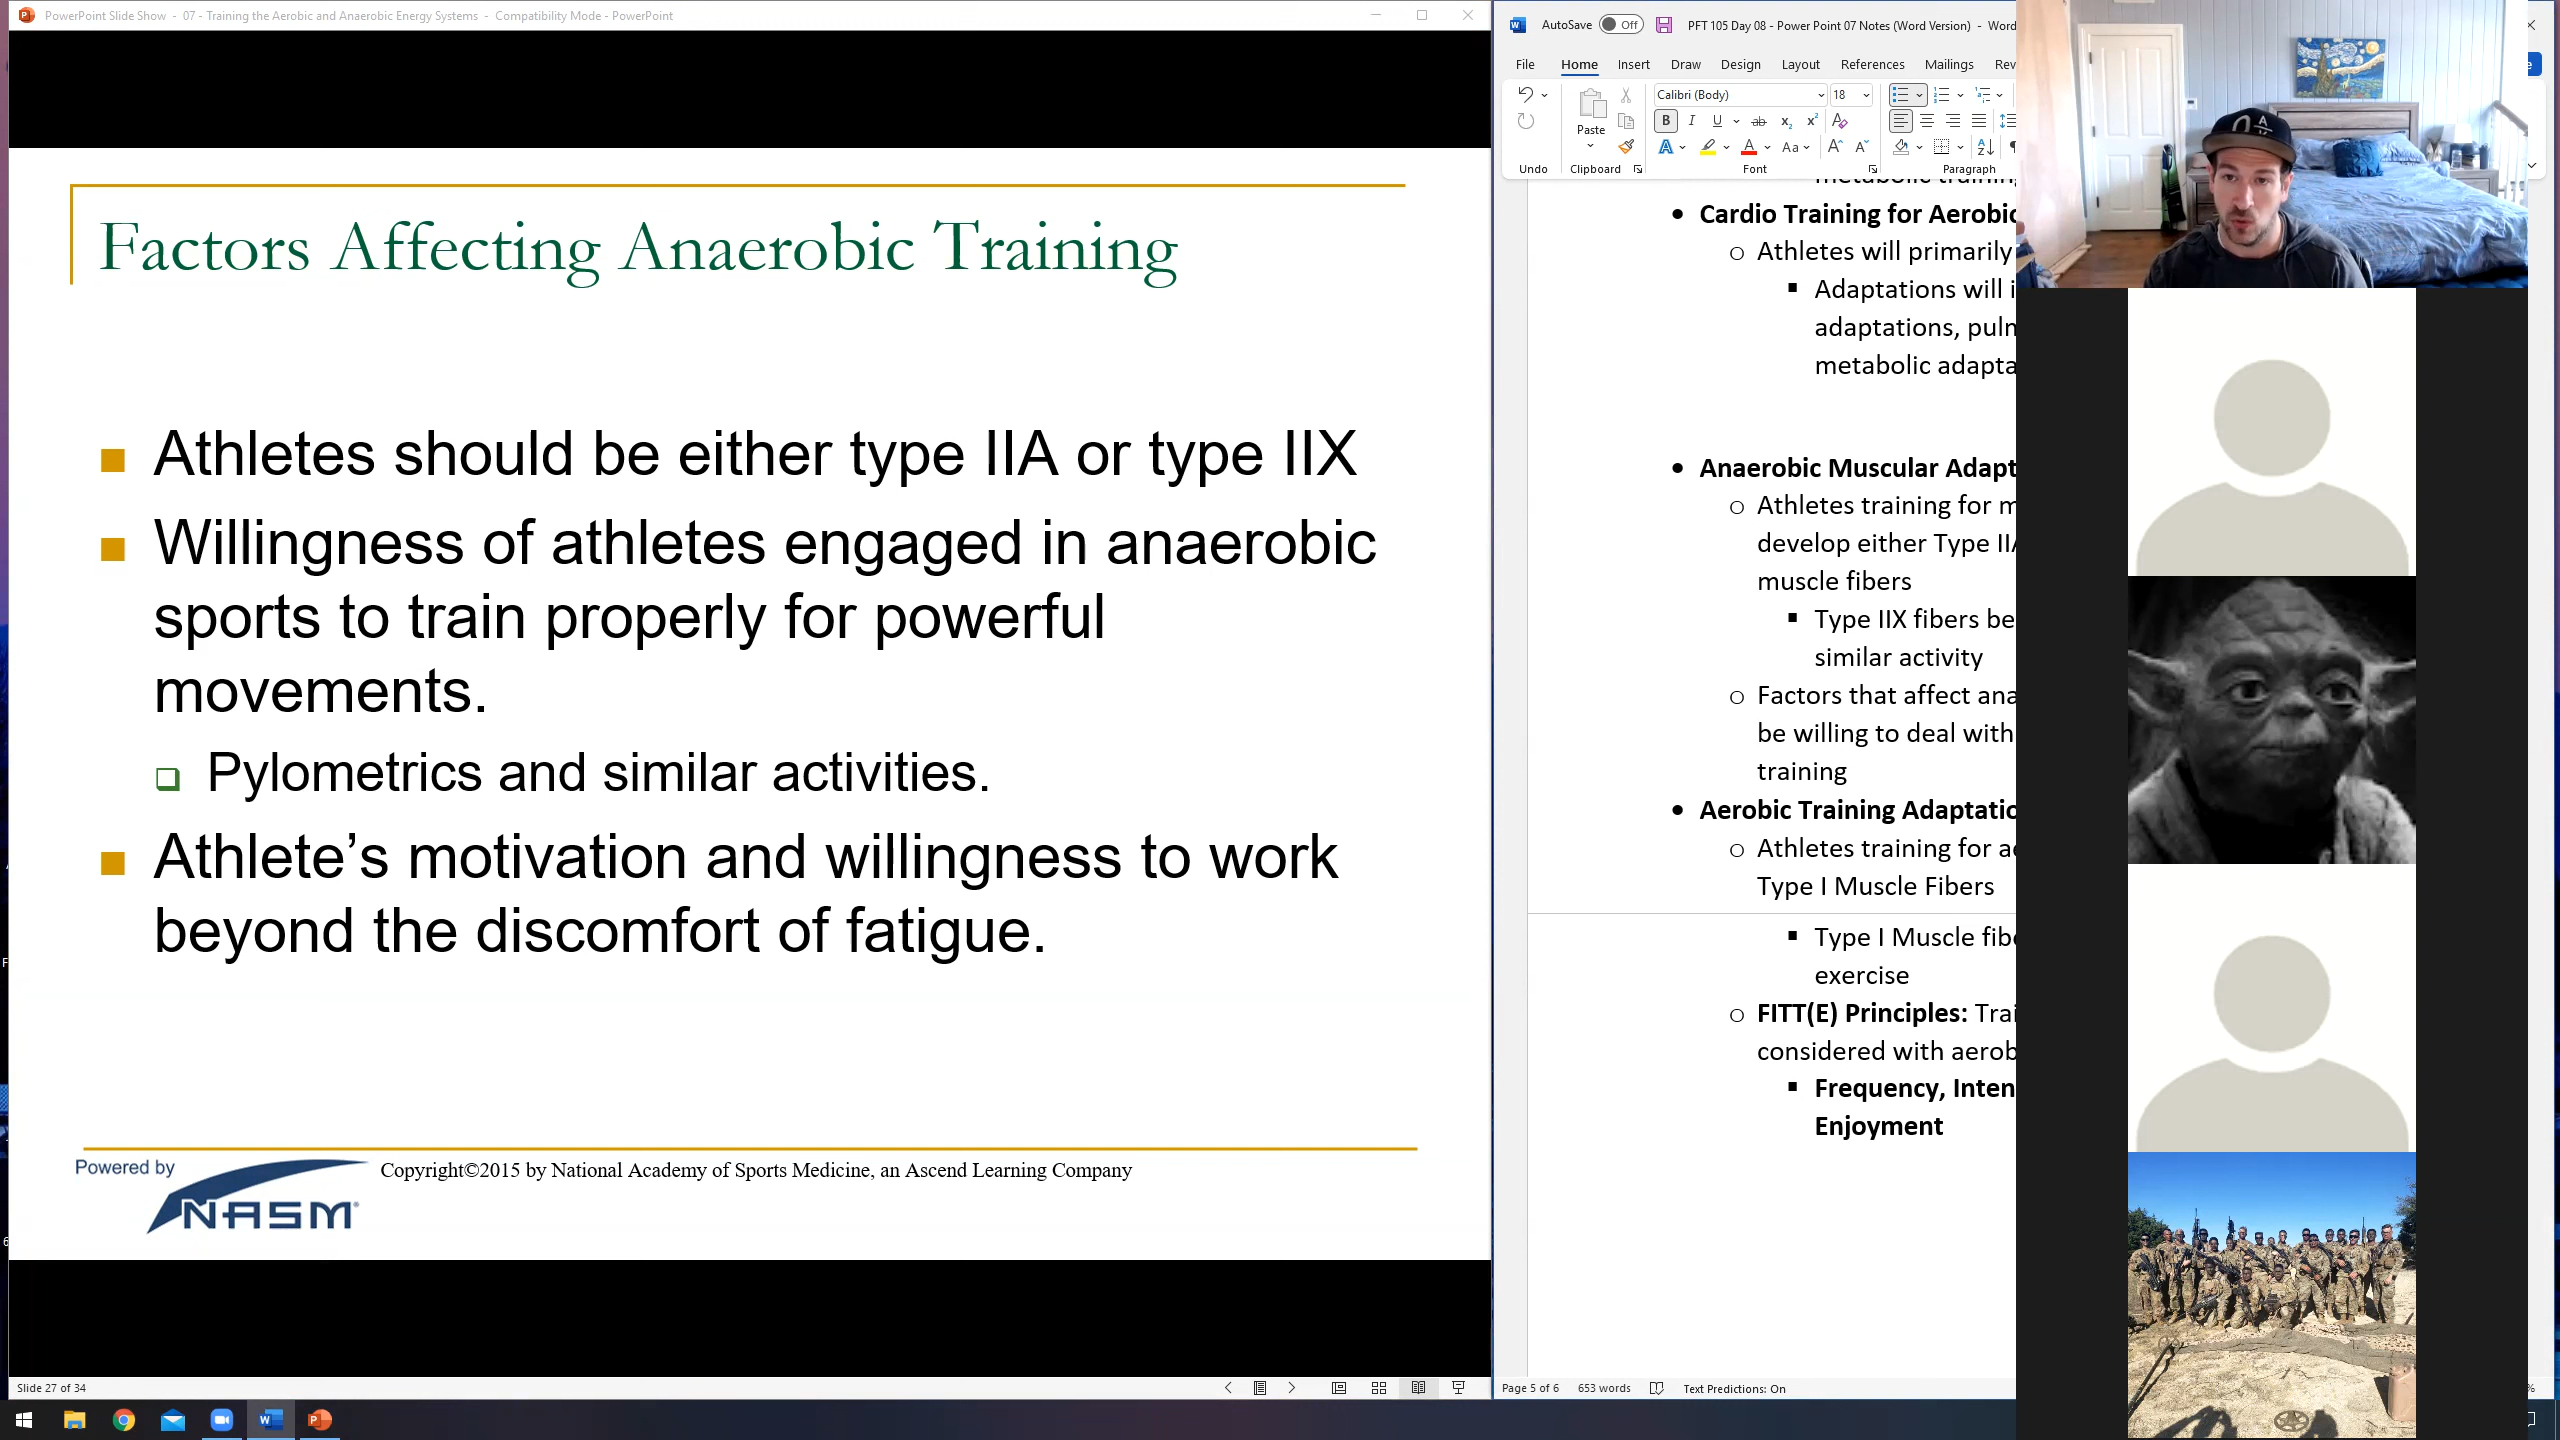 PowerPoint Slide Show - 07 - Training the Aerobic and Anaerobic Energy Systems - Compatibility Mode - PowerPoint
Factors Affecting Anaerobic Training
Athletes should be either type IIA or type IIX
Willingness of athletes engaged in anaerobic
sports to train properly for powerful
movements.
Pylometrics and similar activities.
Athlete’s motivation and willingness to work
beyond the discomfort of fatigue.
Powered by
NASM
Copyright©2015 by National Academy of Sports Medicine, an Ascend Learning Company
Slide 27 of 34
AutoSave Off PFT 105 Day 08 - Power Point 07 Notes (Word Version) - Word
File Home Insert Draw Design Layout References Mailings Rev
Calibri (Body) 18
Paste
B I U ab x₂ x² A
A A Aa A A
Undo Clipboard Font Paragraph
metabolic training
• Cardio Training for Aerobic
o Athletes will primarily
▪ Adaptations will i
adaptations, puln
metabolic adapta
• Anaerobic Muscular Adapt
o Athletes training for m
develop either Type IIA
muscle fibers
▪ Type IIX fibers be
similar activity
o Factors that affect ana
be willing to deal with
training
• Aerobic Training Adaptatio
o Athletes training for a
Type I Muscle Fibers
▪ Type I Muscle fib
exercise
o FITT(E) Principles: Trai
considered with aerob
▪ Frequency, Inten
Enjoyment
Page 5 of 6 653 words Text Predictions: On